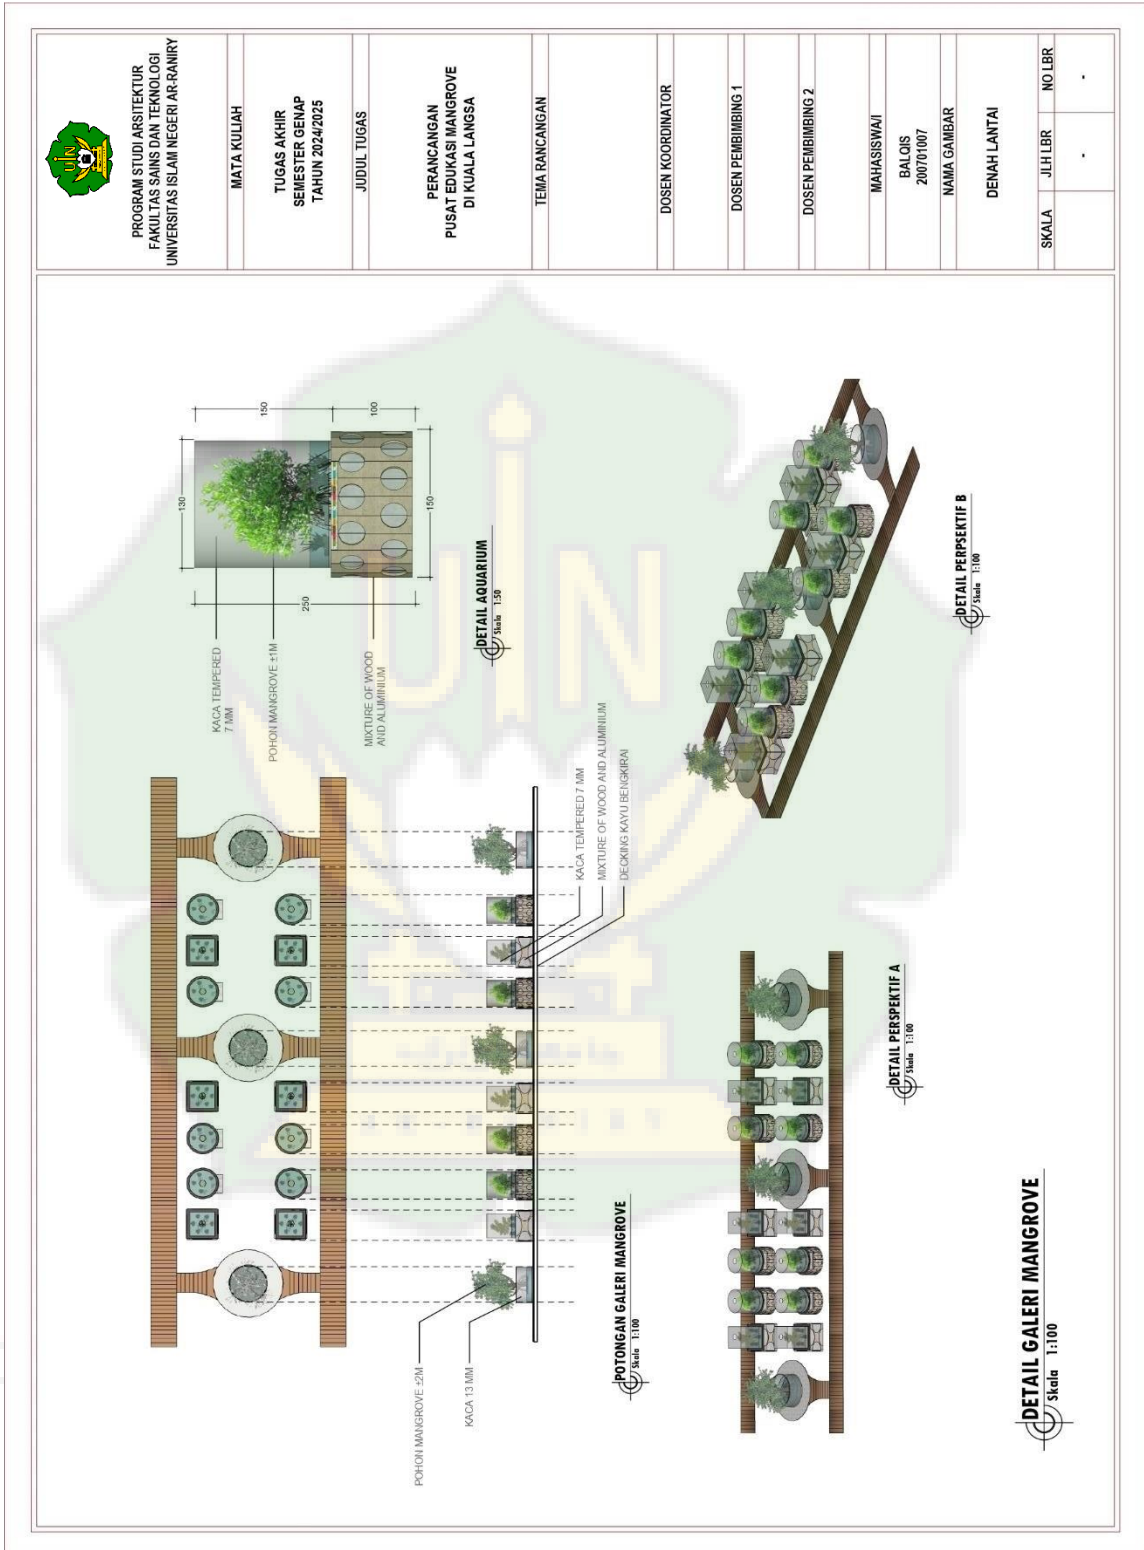 UIN
PROGRAM STUDI ARSITEKTUR
FAKULTAS SAINS DAN TEKNOLOGI
UNIVERSITAS ISLAM NEGERI AR-RANIRY
MATA KULIAH
TUGAS AKHIR
SEMESTER GENAP
TAHUN 2024/2025
JUDUL TUGAS
PERANCANGAN
PUSAT EDUKASI MANGROVE
DI KUALA LANGSA
TEMA RANCANGAN
DOSEN KOORDINATOR
DOSEN PEMBIMBING 1
DOSEN PEMBIMBING 2
MAHASISWA/I
BALQIS
200701007
NAMA GAMBAR
DENAH LANTAI
SKALA
JLH LBR
NO LBR
-
-
POHON MANGROVE ±2M
KACA 13 MM
KACA TEMPERED 7 MM
MIXTURE OF WOOD AND ALUMINIUM
DECKING KAYU BENGKIRAI
POTONGAN GALERI MANGROVE
Skala 1:100
KACA TEMPERED
7 MM
POHON MANGROVE ±1M
MIXTURE OF WOOD
AND ALUMINIUM
130
150
100
250
150
DETAIL AQUARIUM
Skala 1:50
DETAIL PERSPEKTIF A
Skala 1:100
DETAIL PERPSEKTIF B
Skala 1:100
DETAIL GALERI MANGROVE
Skala 1:100
UIN